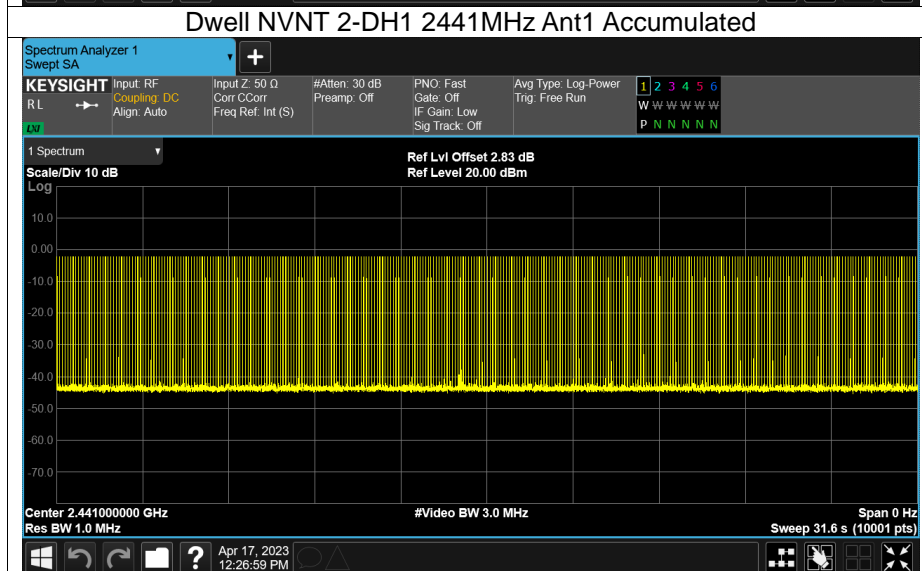 Dwell NVNT 2-DH1 2441MHz Ant1 Accumulated
Spectrum Analyzer 1
Swept SA
KEYSIGHT
R L
LXI
Input: RF
Coupling: DC
Align: Auto
Input Z: 50 Ω
Corr CCorr
Freq Ref: Int (S)
#Atten: 30 dB
Preamp: Off
PNO: Fast
Gate: Off
IF Gain: Low
Sig Track: Off
Avg Type: Log-Power
Trig: Free Run
1 2 3 4 5 6
W W W W W W
P N N N N N
1 Spectrum
Scale/Div 10 dB
Ref Lvl Offset 2.83 dB
Ref Level 20.00 dBm
Log
10.0
0.00
-10.0
-20.0
-30.0
-40.0
-50.0
-60.0
-70.0
Center 2.441000000 GHz
#Video BW 3.0 MHz
Span 0 Hz
Res BW 1.0 MHz
Sweep 31.6 s (10001 pts)
?
Apr 17, 2023
12:26:59 PM